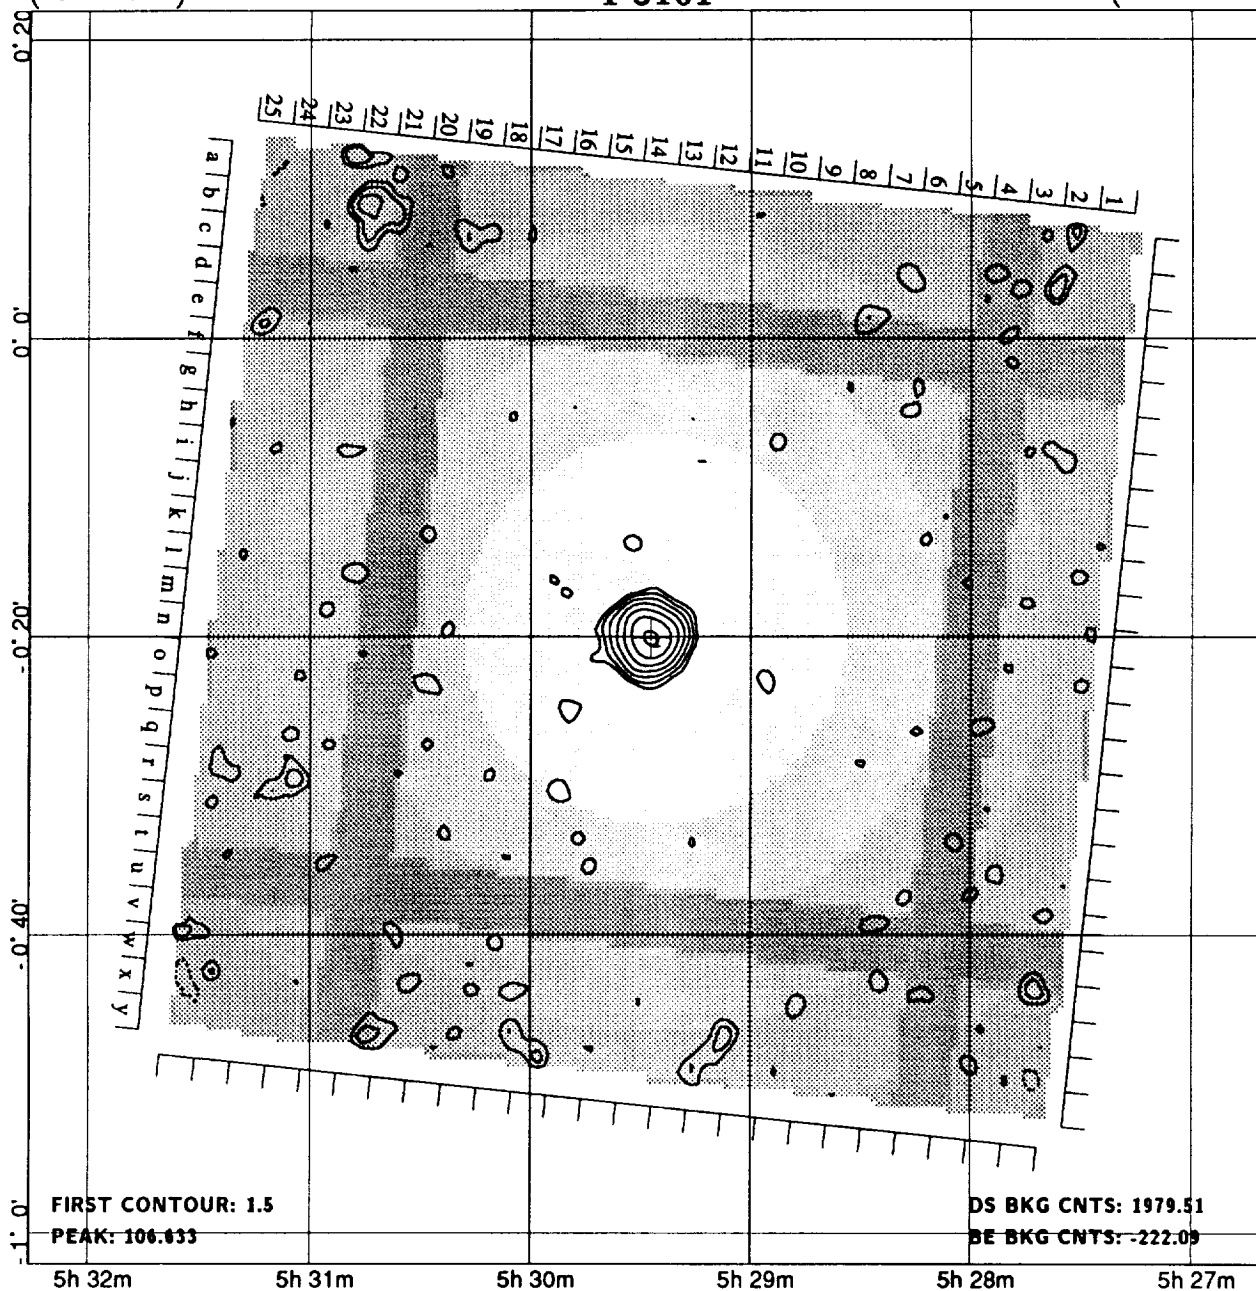 25 24 23 22 21 20 19 18 17 16 15 14 13 12 11 10 9 8 7 6 5 4 3 2 1
a b c d e f g h i j k l m n o p q r s t u v w x y
0° 20'
0° 0'
-0° 20'
-0° 40'
-1° 0'
FIRST CONTOUR: 1.5
PEAK: 106.633
DS BKG CNTS: 1979.51
BE BKG CNTS: -222.09
5h 32m 5h 31m 5h 30m 5h 29m 5h 28m 5h 27m